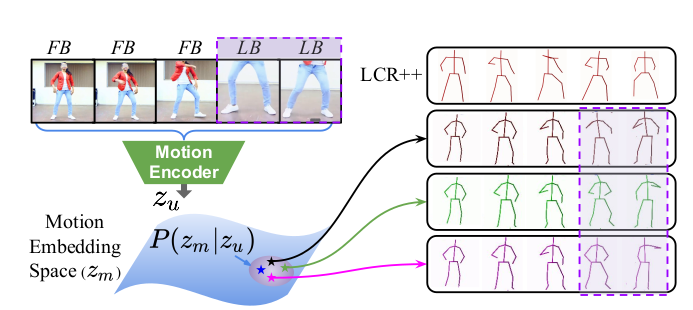 FB FB FB LB LB
LCR++
Motion
Encoder
z_u
Motion
Embedding
Space (z_m)
P(z_m|z_u)